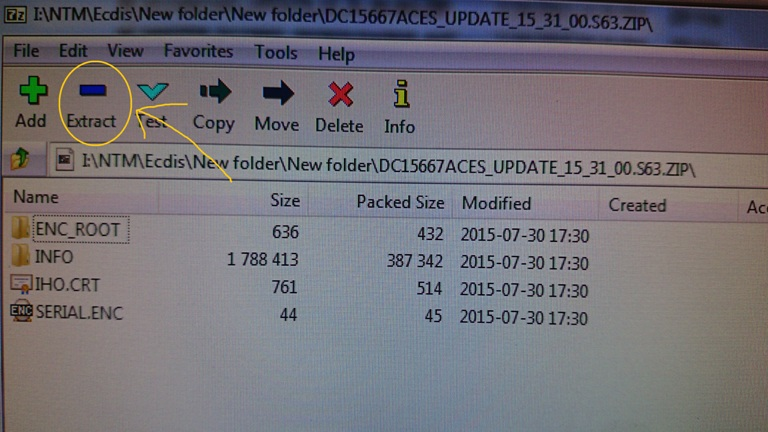 7z I:\NTM\Ecdis\New folder\New folder\DC15667ACES_UPDATE_15_31_00.S63.ZIP\
File Edit View Favorites Tools Help
Add Extract Test Copy Move Delete Info
I:\NTM\Ecdis\New folder\New folder\DC15667ACES_UPDATE_15_31_00.S63.ZIP\
Name Size Packed Size Modified Created Acc
ENC_ROOT 636 432 2015-07-30 17:30
INFO 1 788 413 387 342 2015-07-30 17:30
IHO.CRT 761 514 2015-07-30 17:30
ENC SERIAL.ENC 44 45 2015-07-30 17:30